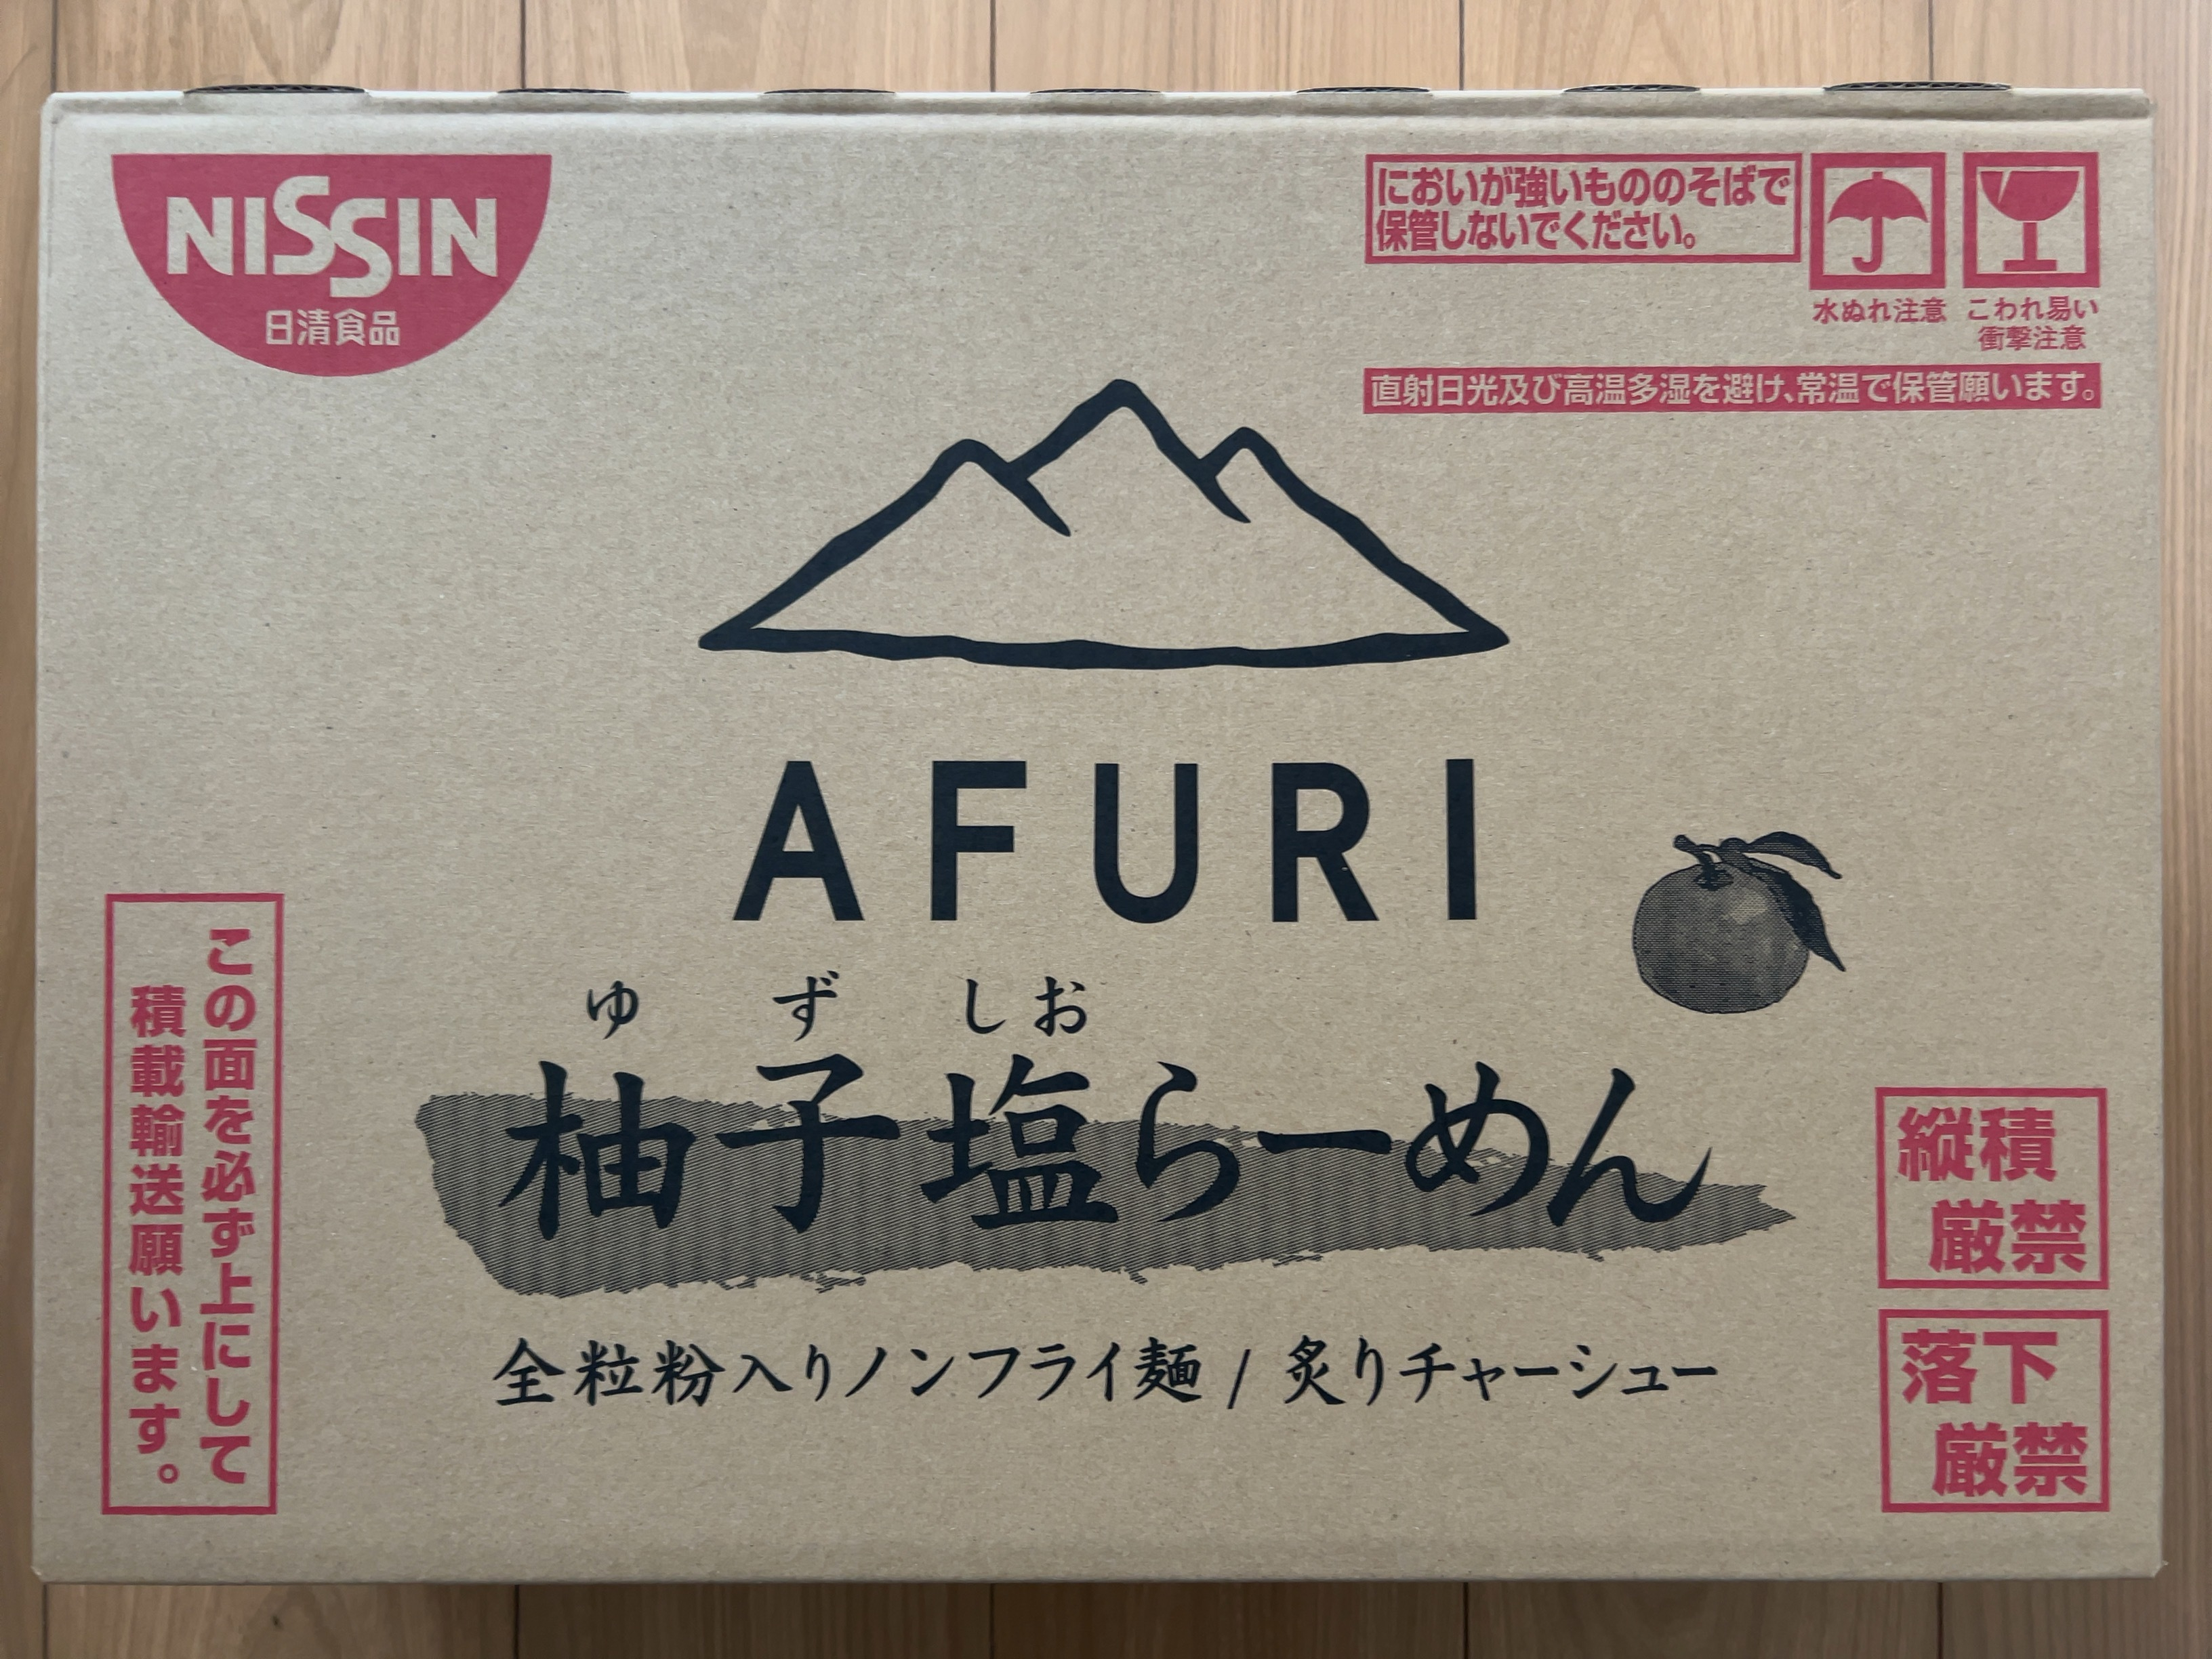 NISSIN
日清食品
においが強いもののそばで
保管しないでください。
水ぬれ注意
こわれ易い
衝撃注意
直射日光及び高温多湿を避け、常温で保管願います。
AFURI
ゆず しお
柚子塩らーめん
全粒粉入りノンフライ麺 / 炙りチャーシュー
この面を必ず上にして
積載輸送願います。
縦積
厳禁
落下
厳禁